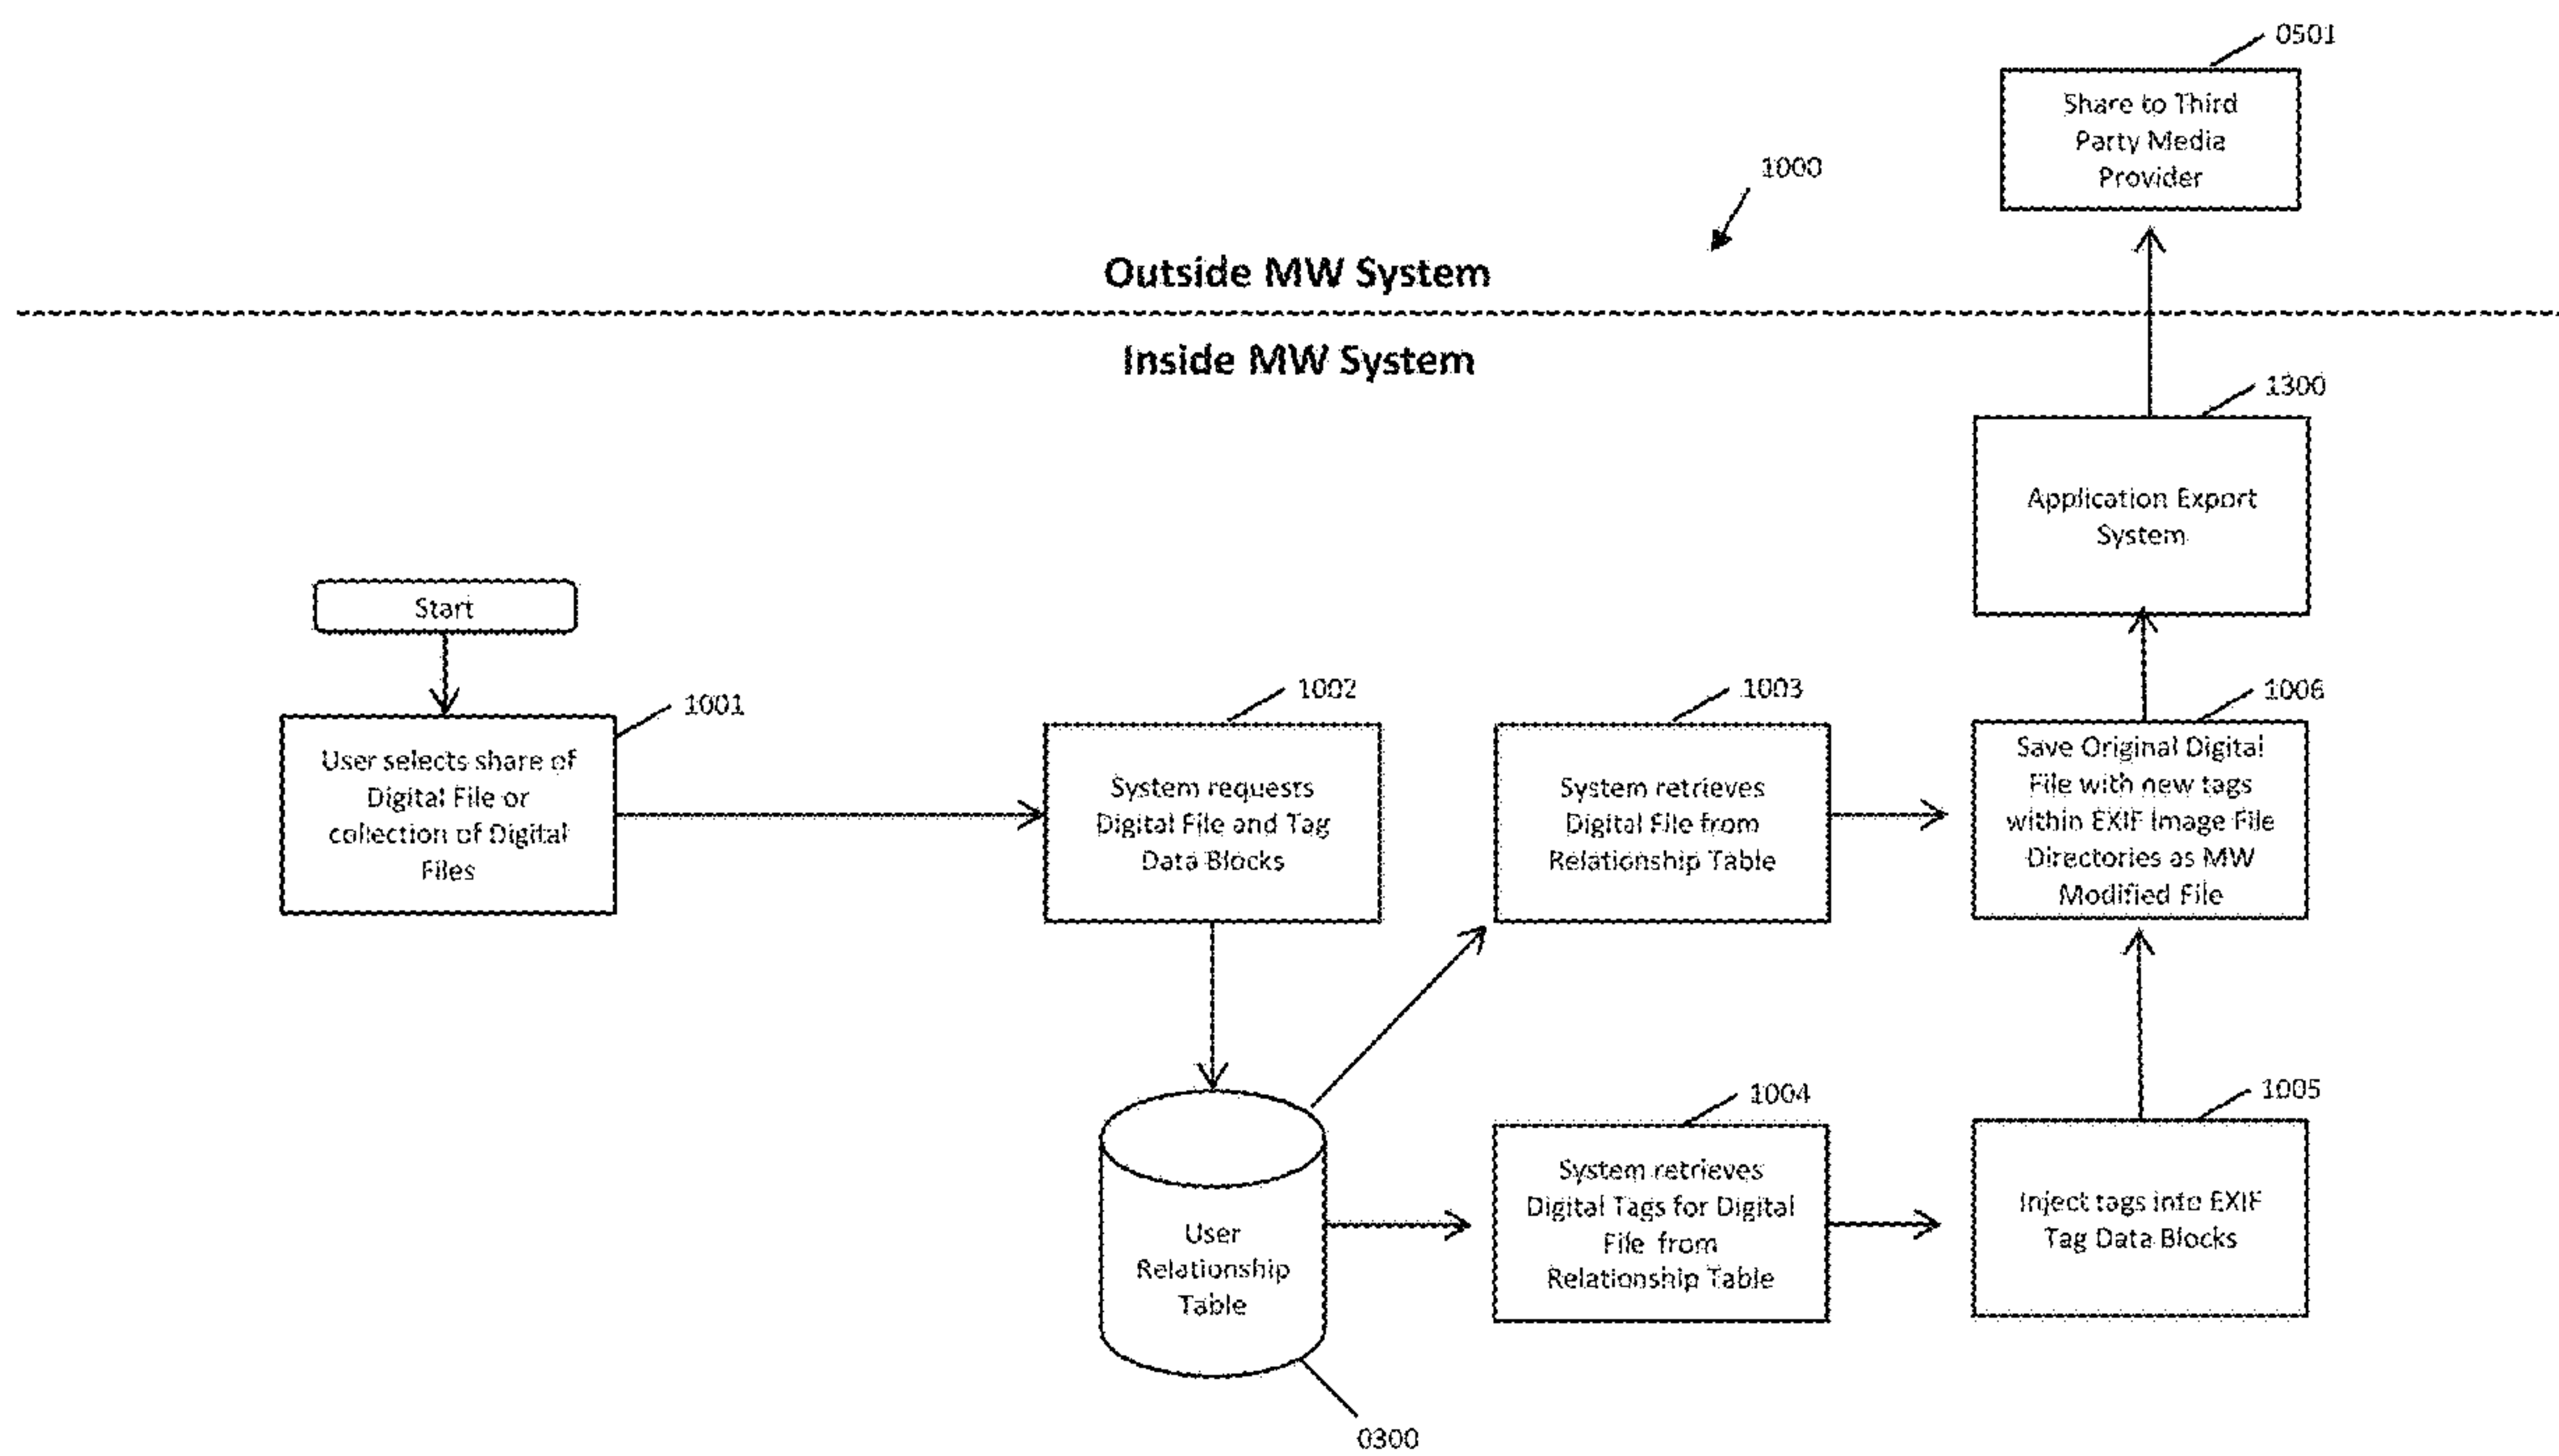 0501
Share to Third
Party Media
Provider
1000
Outside MW System
Inside MW System
1300
Application Export
System
Start
1001
User selects share of
Digital File or
collection of Digital
Files
1002
System requests
Digital File and Tag
Data Blocks
1003
System retrieves
Digital File from
Relationship Table
1006
Save Original Digital
File with new tags
within EXIF Image File
Directories as MW
Modified File
User
Relationship
Table
0300
1004
System retrieves
Digital Tags for Digital
File from
Relationship Table
1005
Inject tags into EXIF
Tag Data Blocks